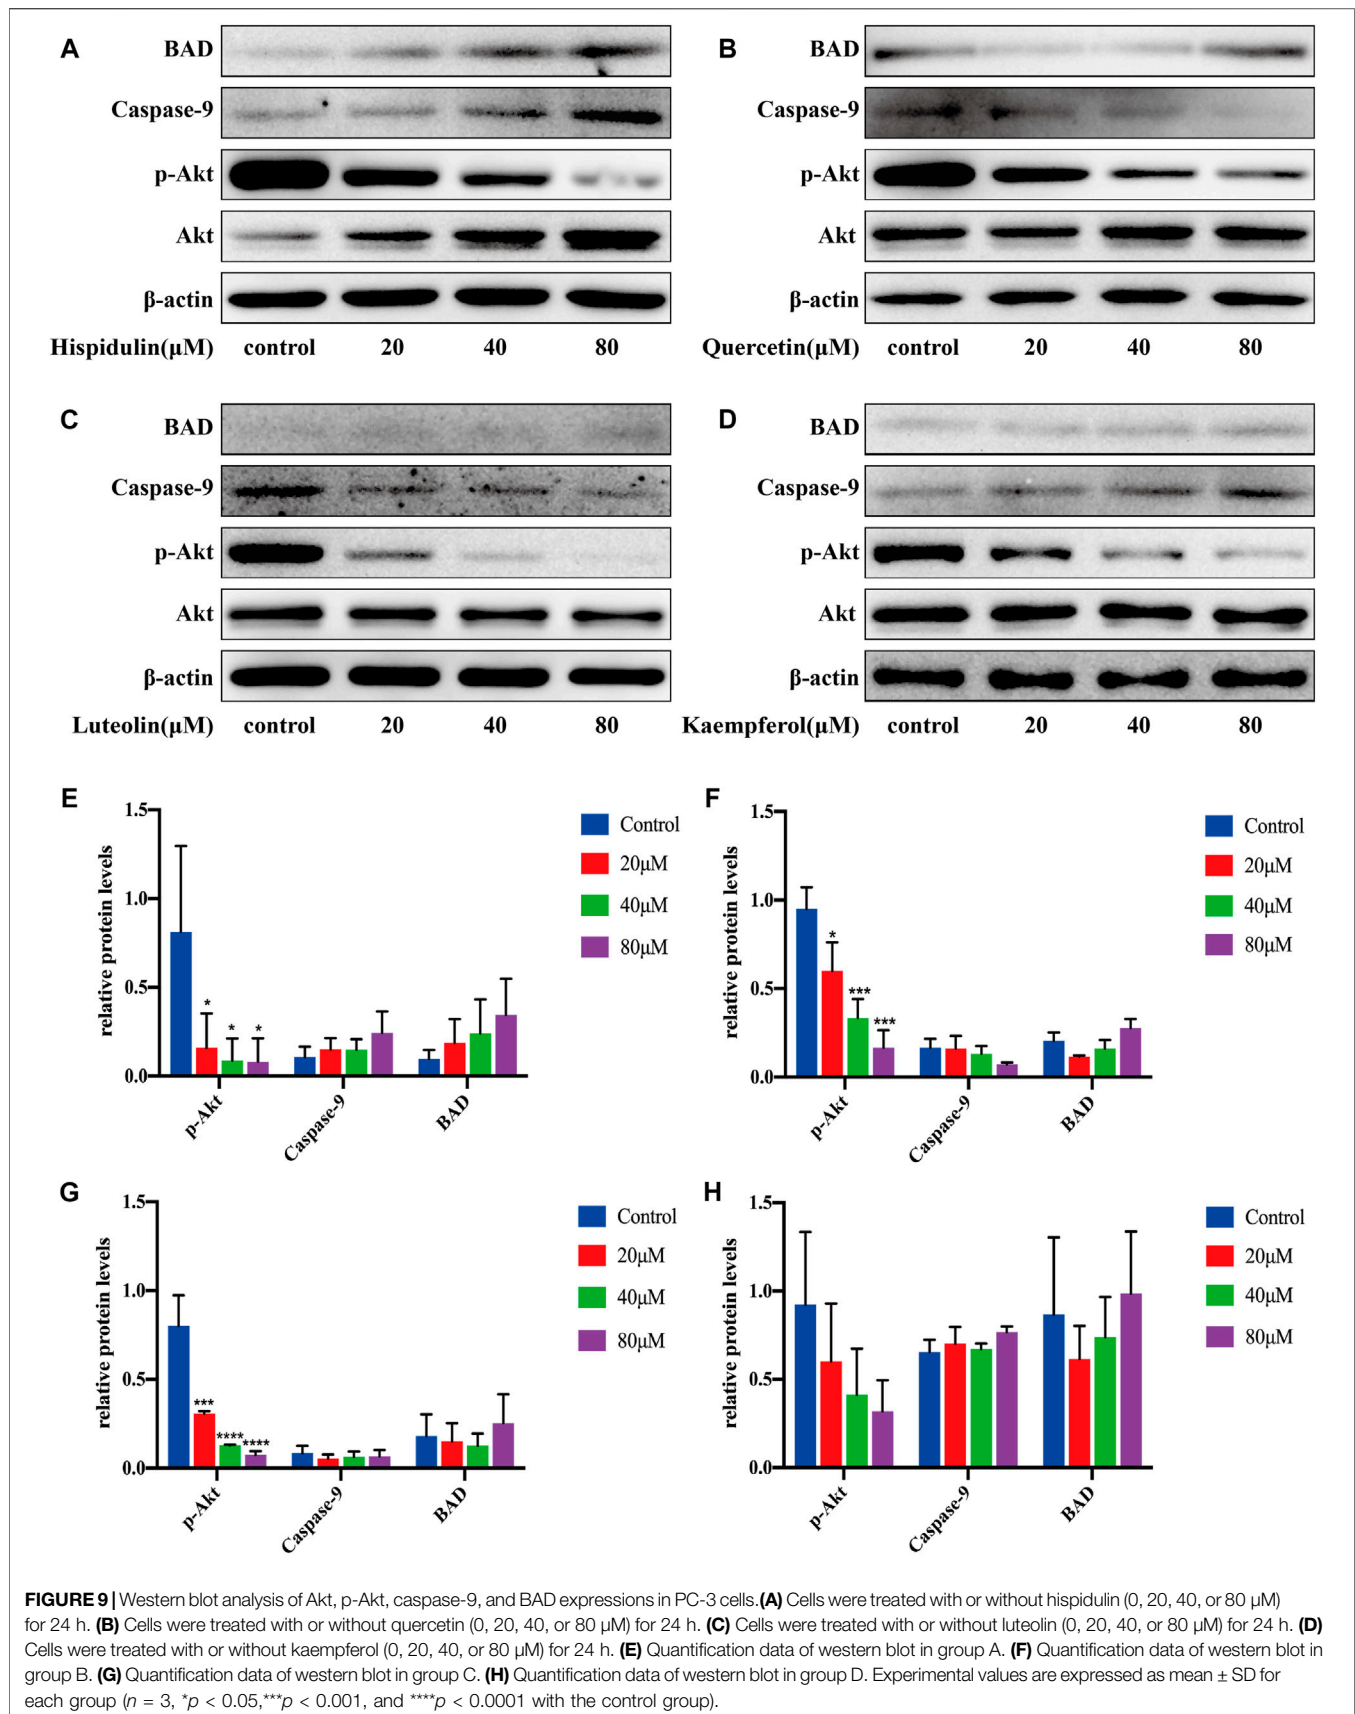 A
BAD
Caspase-9
p-Akt
Akt
β-actin
Hispidulin(μM) control 20 40 80
B
BAD
Caspase-9
p-Akt
Akt
β-actin
Quercetin(μM) control 20 40 80
C
BAD
Caspase-9
p-Akt
Akt
β-actin
Luteolin(μM) control 20 40 80
D
BAD
Caspase-9
p-Akt
Akt
β-actin
Kaempferol(μM) control 20 40 80
E
relative protein levels
1.5
1.0
0.5
0.0
* * *
p-Akt
Caspase-9
BAD
Control
20μM
40μM
80μM
F
relative protein levels
1.5
1.0
0.5
0.0
*
***
***
p-Akt
Caspase-9
BAD
Control
20μM
40μM
80μM
G
relative protein levels
1.5
1.0
0.5
0.0
***
****
****
p-Akt
Caspase-9
BAD
Control
20μM
40μM
80μM
H
relative protein levels
1.5
1.0
0.5
0.0
p-Akt
Caspase-9
BAD
Control
20μM
40μM
80μM
FIGURE 9 | Western blot analysis of Akt, p-Akt, caspase-9, and BAD expressions in PC-3 cells.(A) Cells were treated with or without hispidulin (0, 20, 40, or 80 μM)
for 24 h. (B) Cells were treated with or without quercetin (0, 20, 40, or 80 μM) for 24 h. (C) Cells were treated with or without luteolin (0, 20, 40, or 80 μM) for 24 h. (D)
Cells were treated with or without kaempferol (0, 20, 40, or 80 μM) for 24 h. (E) Quantification data of western blot in group A. (F) Quantification data of western blot in
group B. (G) Quantification data of western blot in group C. (H) Quantification data of western blot in group D. Experimental values are expressed as mean ± SD for
each group (n = 3, *p < 0.05,***p < 0.001, and ****p < 0.0001 with the control group).